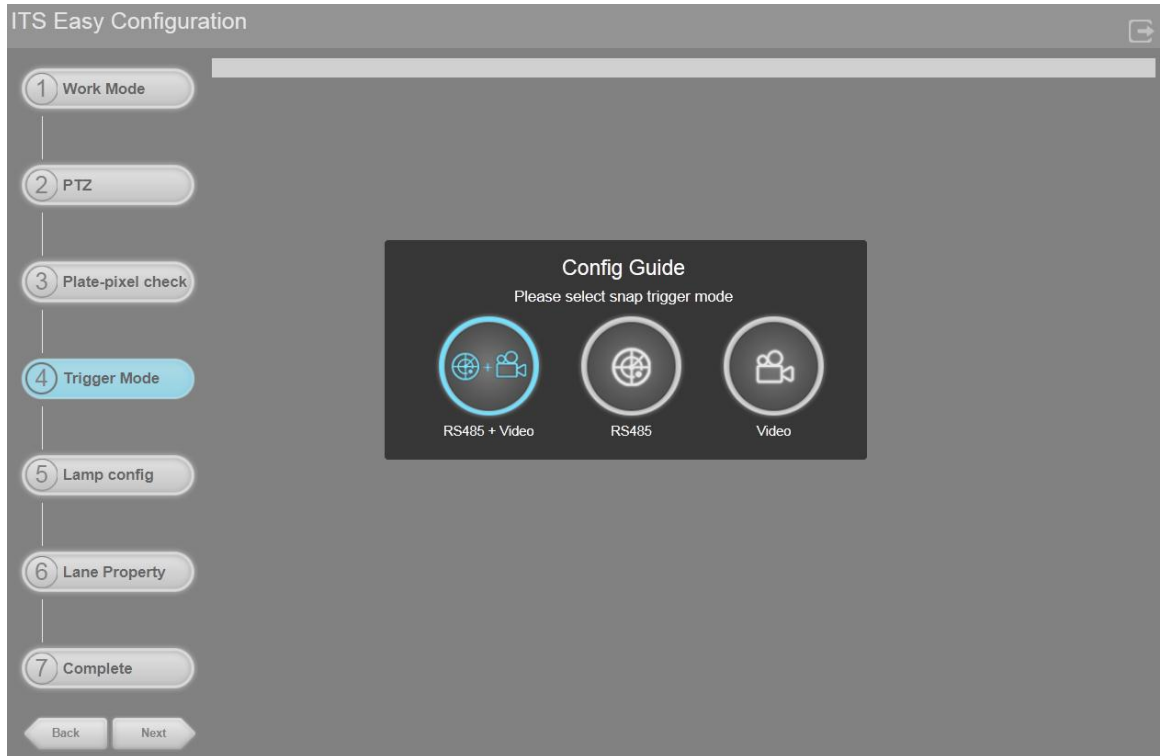 ITS Easy Configuration
1 Work Mode
2 PTZ
3 Plate-pixel check
4 Trigger Mode
5 Lamp config
6 Lane Property
7 Complete
Back Next
Config Guide
Please select snap trigger mode
RS485 + Video RS485 Video